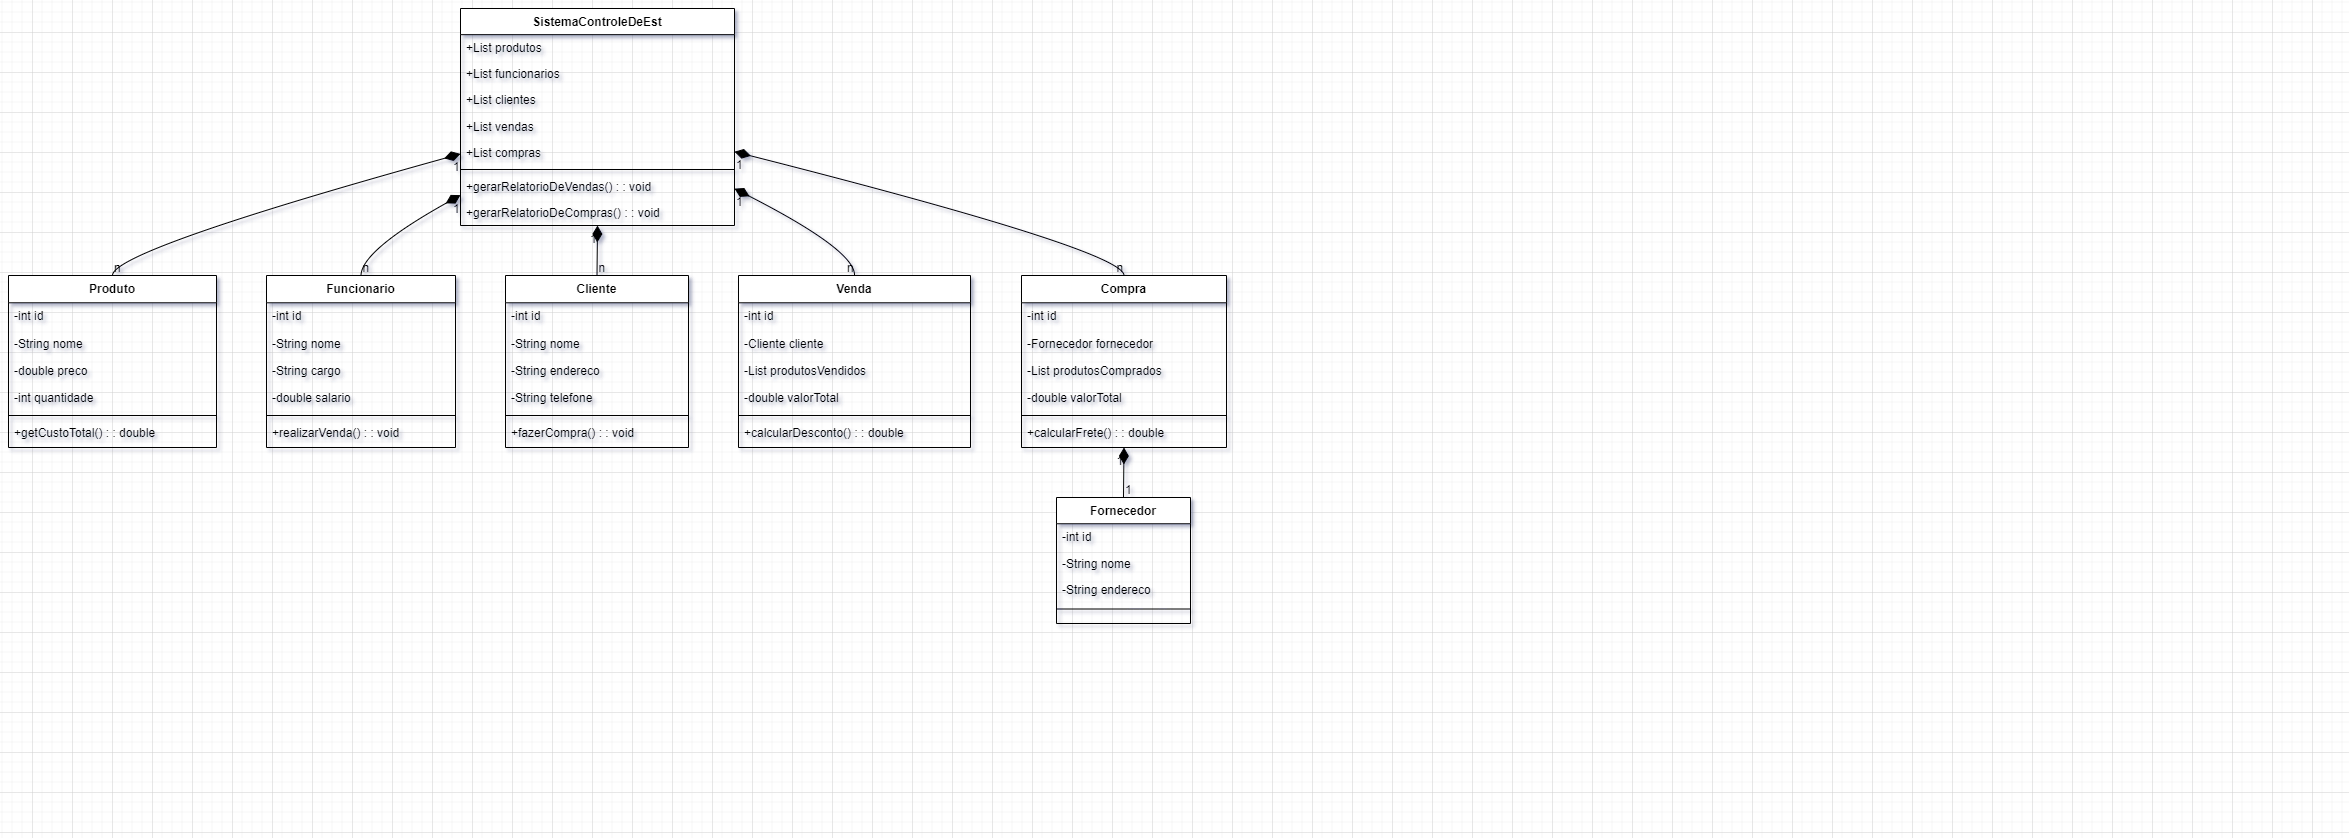 SistemaControleDeEst
+List produtos
+List funcionarios
+List clientes
+List vendas
+List compras
+gerarRelatorioDeVendas() : : void
+gerarRelatorioDeCompras() : : void
1
1
1
1
1
n
n
n
n
n
Produto
-int id
-String nome
-double preco
-int quantidade
+getCustoTotal() : : double
Funcionario
-int id
-String nome
-String cargo
-double salario
+realizarVenda() : : void
Cliente
-int id
-String nome
-String endereco
-String telefone
+fazerCompra() : : void
Venda
-int id
-Cliente cliente
-List produtosVendidos
-double valorTotal
+calcularDesconto() : : double
Compra
-int id
-Fornecedor fornecedor
-List produtosComprados
-double valorTotal
+calcularFrete() : : double
1
1
Fornecedor
-int id
-String nome
-String endereco